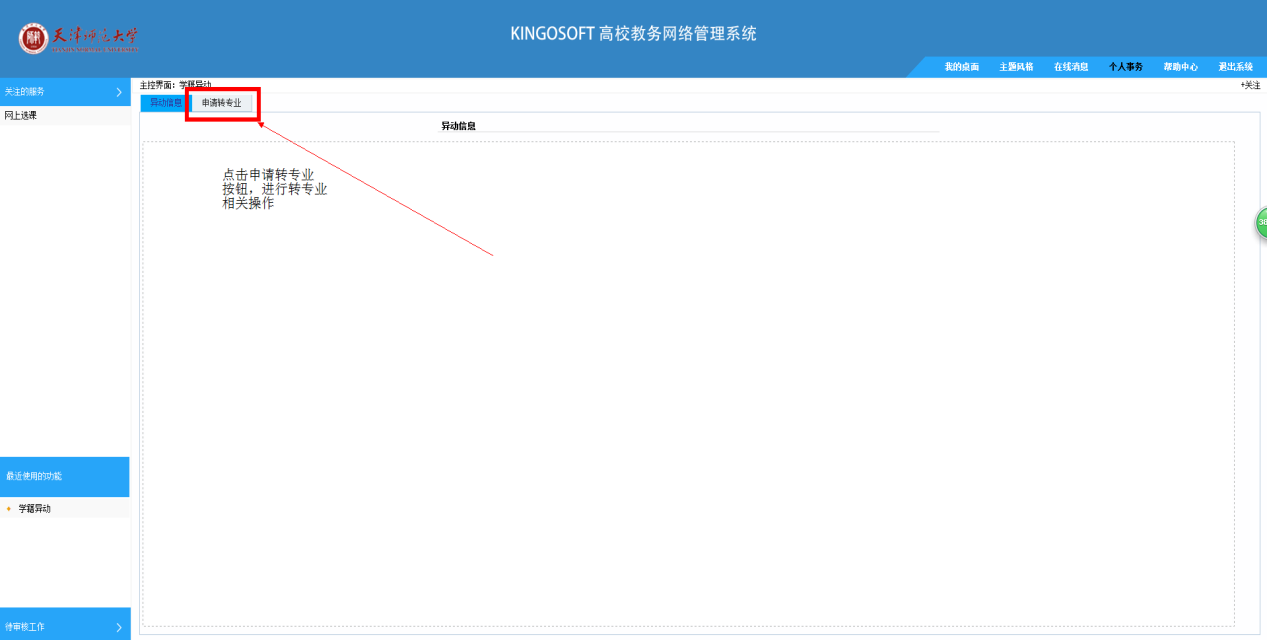 天津师范大学
KINGOSOFT 高校教务网络管理系统
我的桌面 主题风格 在线消息 个人事务 帮助中心 退出系统
关注的服务
主控界面: 学籍异动
+关注
网上选课
异动信息 申请转专业
异动信息
点击申请转专业
按钮，进行转专业
相关操作
最近使用的功能
学籍异动
待审核工作